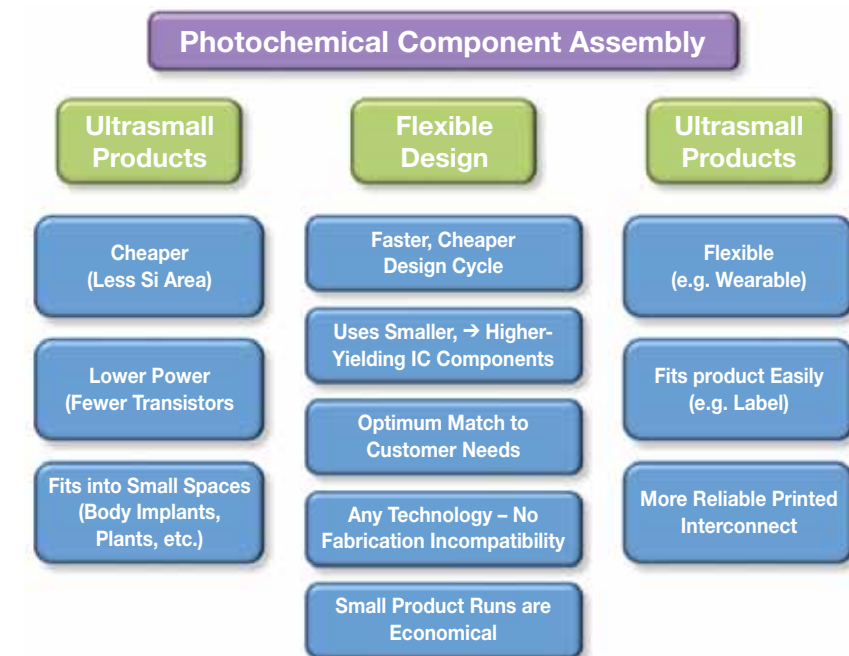 Photochemical Component Assembly
Ultrasmall
Products
Cheaper
(Less Si Area)
Lower Power
(Fewer Transistors
Fits into Small Spaces
(Body Implants,
Plants, etc.)
Flexible
Design
Faster, Cheaper
Design Cycle
Uses Smaller, → Higher-
Yielding IC Components
Optimum Match to
Customer Needs
Any Technology – No
Fabrication Incompatibility
Small Product Runs are
Economical
Ultrasmall
Products
Flexible
(e.g. Wearable)
Fits product Easily
(e.g. Label)
More Reliable Printed
Interconnect